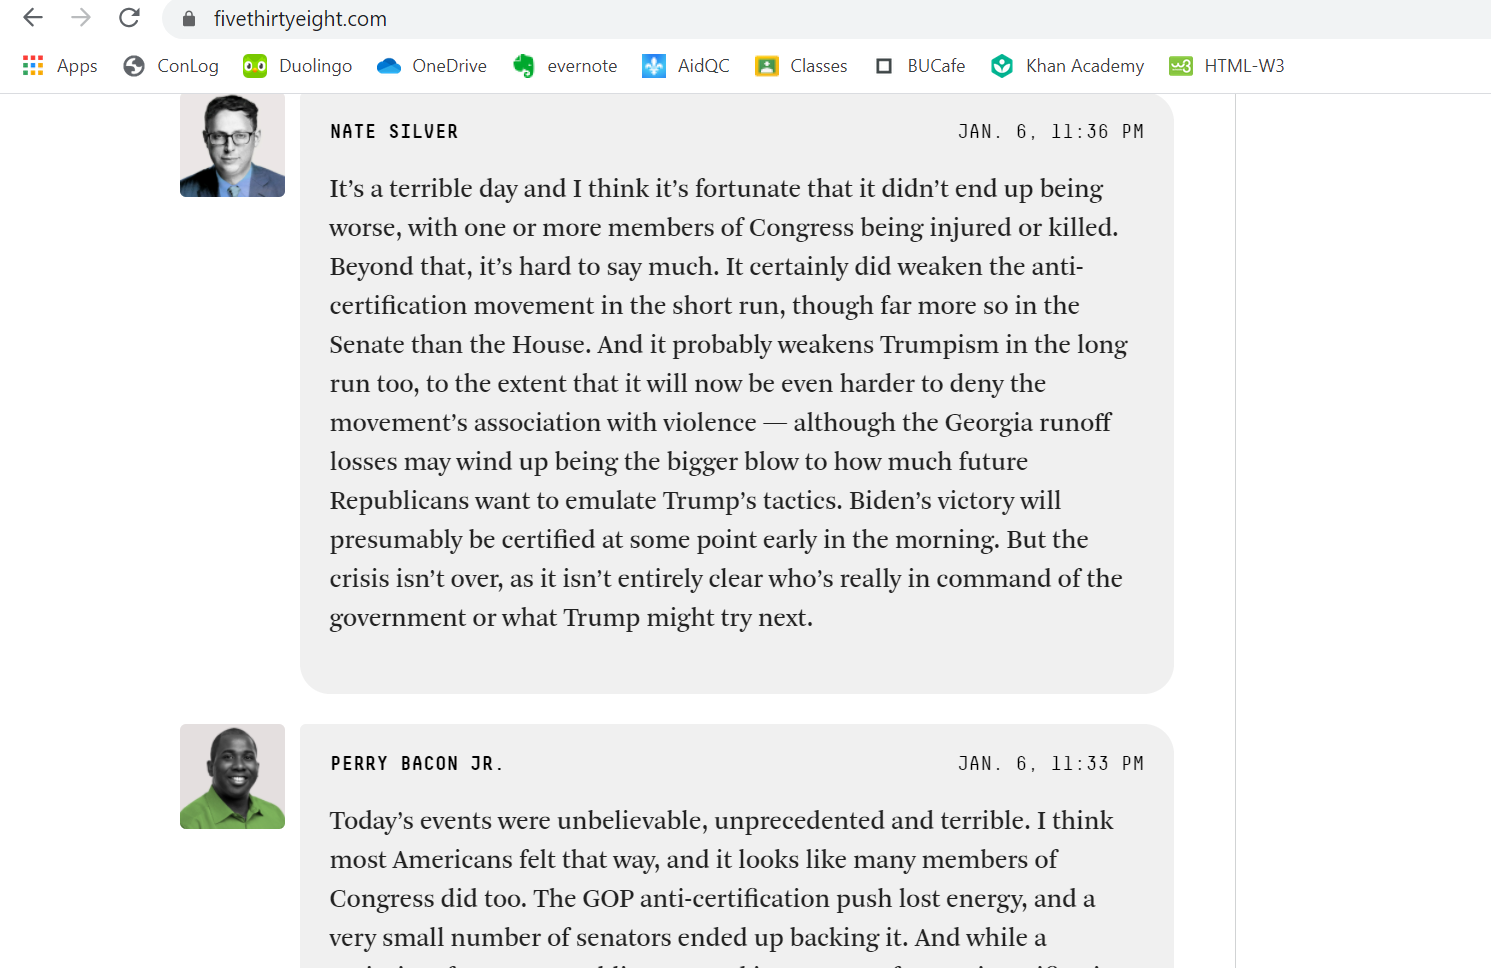 fivethirtyeight.com
Apps ConLog Duolingo OneDrive evernote AidQC Classes BUCafe Khan Academy HTML-W3
NATE SILVER JAN. 6, 11:36 PM
It’s a terrible day and I think it’s fortunate that it didn’t end up being
worse, with one or more members of Congress being injured or killed.
Beyond that, it’s hard to say much. It certainly did weaken the anti-
certification movement in the short run, though far more so in the
Senate than the House. And it probably weakens Trumpism in the long
run too, to the extent that it will now be even harder to deny the
movement’s association with violence — although the Georgia runoff
losses may wind up being the bigger blow to how much future
Republicans want to emulate Trump’s tactics. Biden’s victory will
presumably be certified at some point early in the morning. But the
crisis isn’t over, as it isn’t entirely clear who’s really in command of the
government or what Trump might try next.
PERRY BACON JR. JAN. 6, 11:33 PM
Today’s events were unbelievable, unprecedented and terrible. I think
most Americans felt that way, and it looks like many members of
Congress did too. The GOP anti-certification push lost energy, and a
very small number of senators ended up backing it. And while a